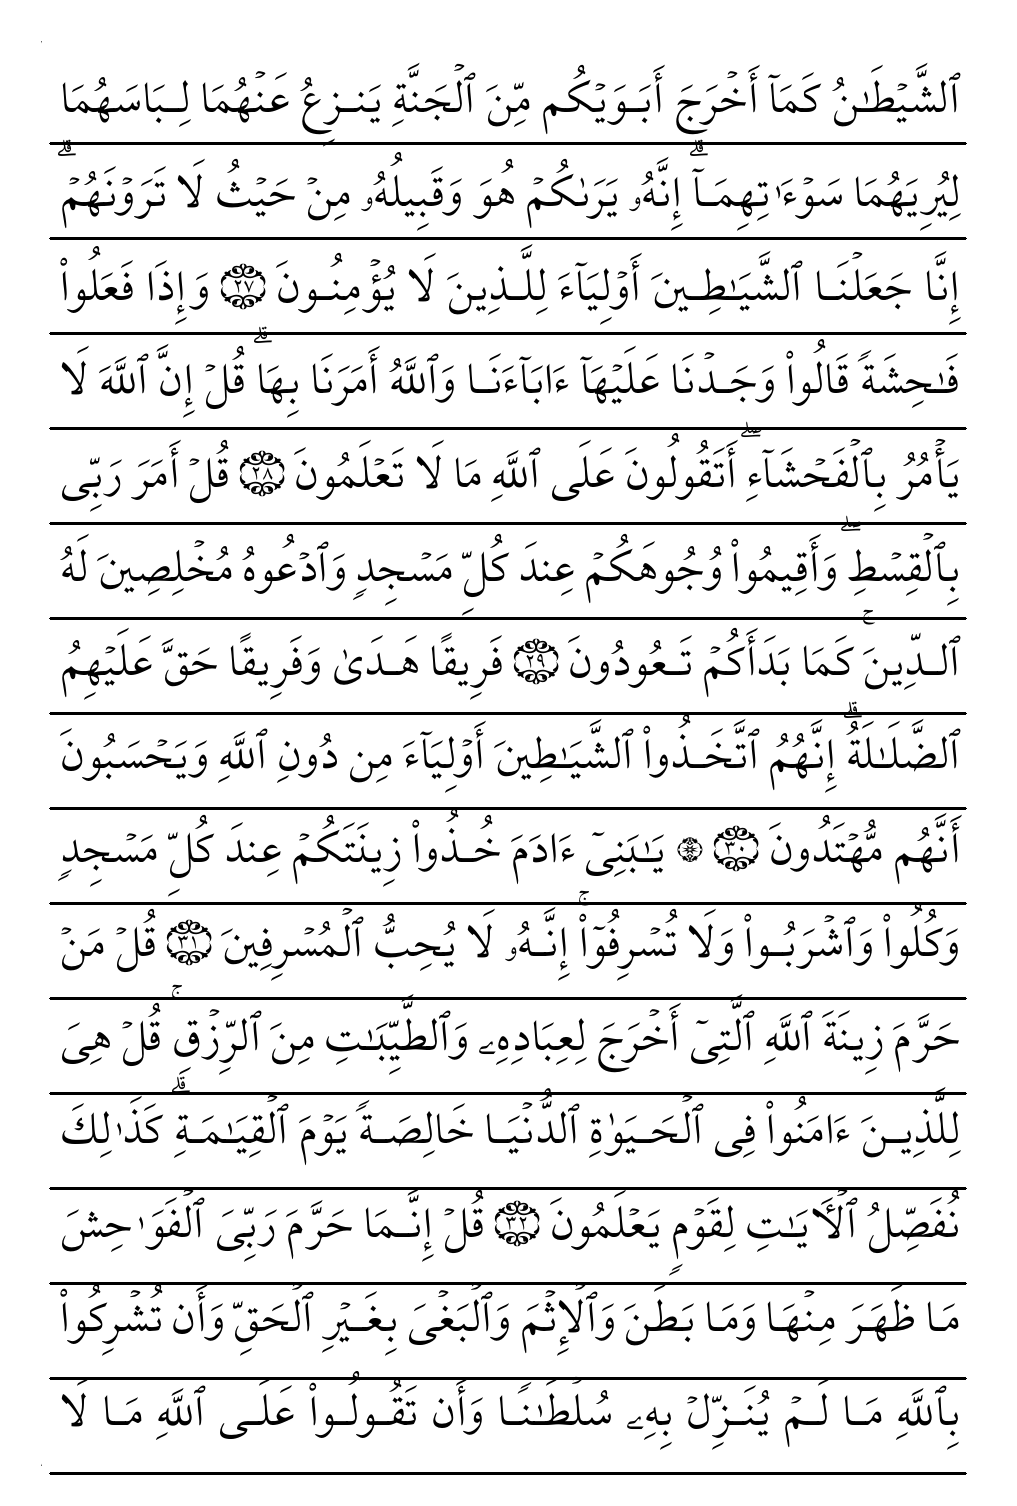 ٱلشَّيۡطَٰنُ كَمَآ أَخۡرَجَ أَبَوَيۡكُم مِّنَ ٱلۡجَنَّةِ يَنزِعُ عَنۡهُمَا لِبَاسَهُمَا
لِيُرِيَهُمَا سَوۡءَٰتِهِمَآۗ إِنَّهُۥ يَرَىٰكُمۡ هُوَ وَقَبِيلُهُۥ مِنۡ حَيۡثُ لَا تَرَوۡنَهُمۡۗ
إِنَّا جَعَلۡنَا ٱلشَّيَٰطِينَ أَوۡلِيَآءَ لِلَّذِينَ لَا يُؤۡمِنُونَ ٢٧ وَإِذَا فَعَلُواْ
فَٰحِشَةٗ قَالُواْ وَجَدۡنَا عَلَيۡهَآ ءَابَآءَنَا وَٱللَّهُ أَمَرَنَا بِهَاۗ قُلۡ إِنَّ ٱللَّهَ لَا
يَأۡمُرُ بِٱلۡفَحۡشَآءِۖ أَتَقُولُونَ عَلَى ٱللَّهِ مَا لَا تَعۡلَمُونَ ٢٨ قُلۡ أَمَرَ رَبِّي
بِٱلۡقِسۡطِۖ وَأَقِيمُواْ وُجُوهَكُمۡ عِندَ كُلِّ مَسۡجِدٖ وَٱدۡعُوهُ مُخۡلِصِينَ لَهُ
ٱلدِّينَۚ كَمَا بَدَأَكُمۡ تَعُودُونَ ٢٩ فَرِيقًا هَدَىٰ وَفَرِيقًا حَقَّ عَلَيۡهِمُ
ٱلضَّلَٰلَةُۗ إِنَّهُمُ ٱتَّخَذُواْ ٱلشَّيَٰطِينَ أَوۡلِيَآءَ مِن دُونِ ٱللَّهِ وَيَحۡسَبُونَ
أَنَّهُم مُّهۡتَدُونَ ٣٠ ۞ يَٰبَنِيٓ ءَادَمَ خُذُواْ زِينَتَكُمۡ عِندَ كُلِّ مَسۡجِدٖ
وَكُلُواْ وَٱشۡرَبُواْ وَلَا تُسۡرِفُوٓاْۚ إِنَّهُۥ لَا يُحِبُّ ٱلۡمُسۡرِفِينَ ٣١ قُلۡ مَنۡ
حَرَّمَ زِينَةَ ٱللَّهِ ٱلَّتِيٓ أَخۡرَجَ لِعِبَادِهِۦ وَٱلطَّيِّبَٰتِ مِنَ ٱلرِّزۡقِۚ قُلۡ هِيَ
لِلَّذِينَ ءَامَنُواْ فِي ٱلۡحَيَوٰةِ ٱلدُّنۡيَا خَالِصَةٗ يَوۡمَ ٱلۡقِيَٰمَةِۗ كَذَٰلِكَ
نُفَصِّلُ ٱلۡأٓيَٰتِ لِقَوۡمٖ يَعۡلَمُونَ ٣٢ قُلۡ إِنَّمَا حَرَّمَ رَبِّيَ ٱلۡفَوَٰحِشَ
مَا ظَهَرَ مِنۡهَا وَمَا بَطَنَ وَٱلۡإِثۡمَ وَٱلۡبَغۡيَ بِغَيۡرِ ٱلۡحَقِّ وَأَن تُشۡرِكُواْ
بِٱللَّهِ مَا لَمۡ يُنَزِّلۡ بِهِۦ سُلۡطَٰنٗا وَأَن تَقُولُواْ عَلَى ٱللَّهِ مَا لَا